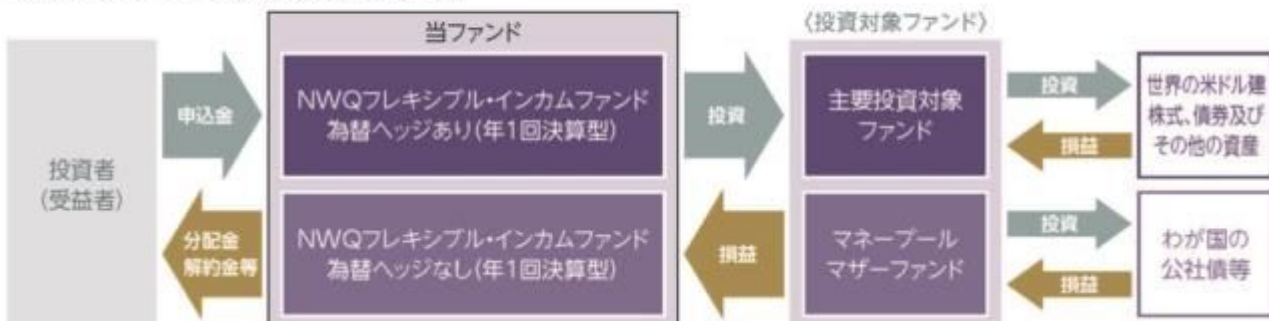 〈投資対象ファンド〉
当ファンド
申込金
NWQフレキシブル・インカムファンド
為替ヘッジあり(年1回決算型)
投資
主要投資対象
ファンド
投資
損益
世界の米ドル建
株式、債券及び
その他の資産
投資者
(受益者)
分配金
解約金等
NWQフレキシブル・インカムファンド
為替ヘッジなし(年1回決算型)
損益
マネープール
マザーファンド
投資
損益
わが国の
公社債等